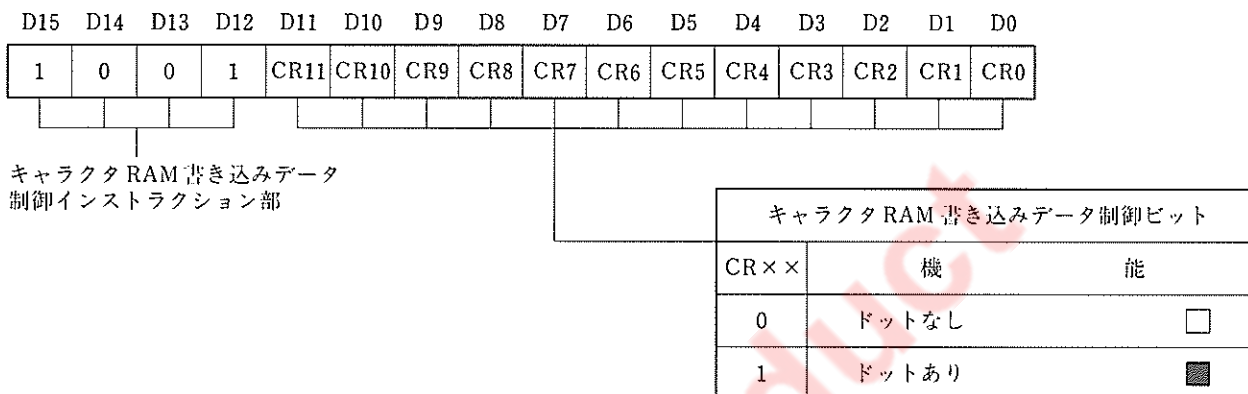 D15 D14 D13 D12 D11 D10 D9 D8 D7 D6 D5 D4 D3 D2 D1 D0
1 0 0 1 CR11 CR10 CR9 CR8 CR7 CR6 CR5 CR4 CR3 CR2 CR1 CR0
キャラクタRAM書き込みデータ
制御インストラクション部
キャラクタRAM書き込みデータ制御ビット
CR×× 機 能
0 ドットなし
1 ドットあり
duct